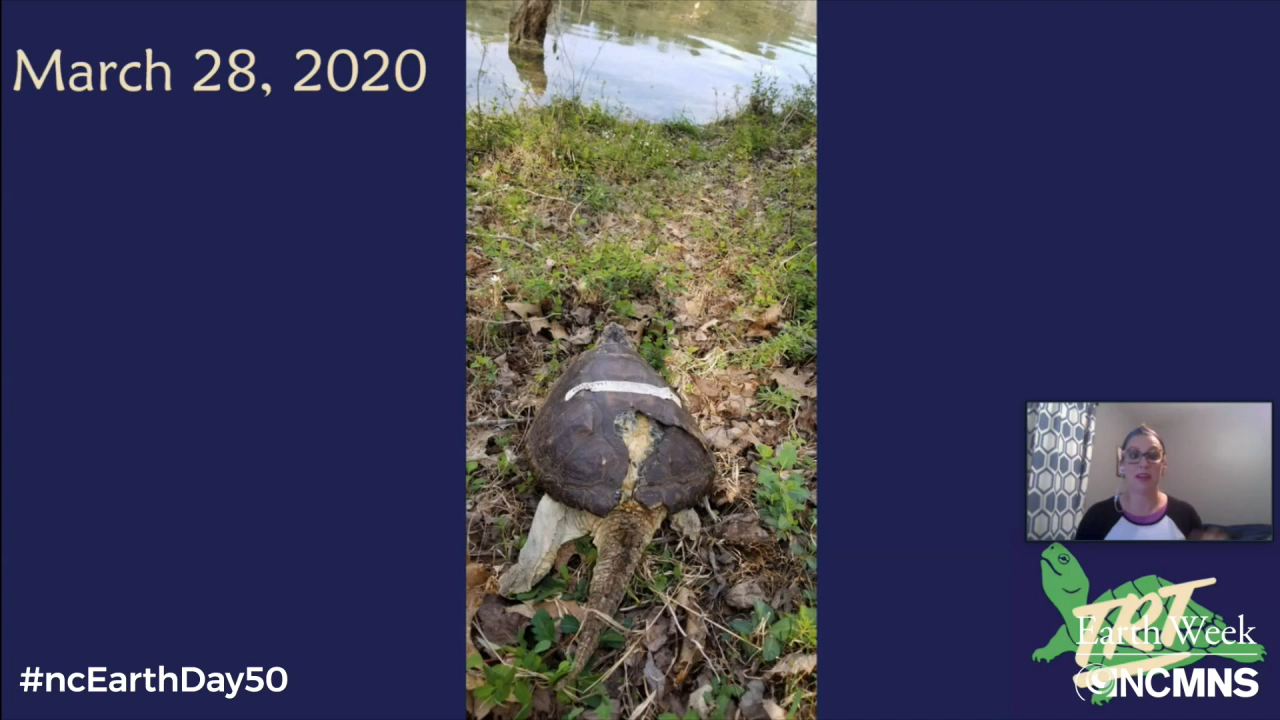 March 28, 2020
TRT
Earth Week
NCMNS
#ncEarthDay50